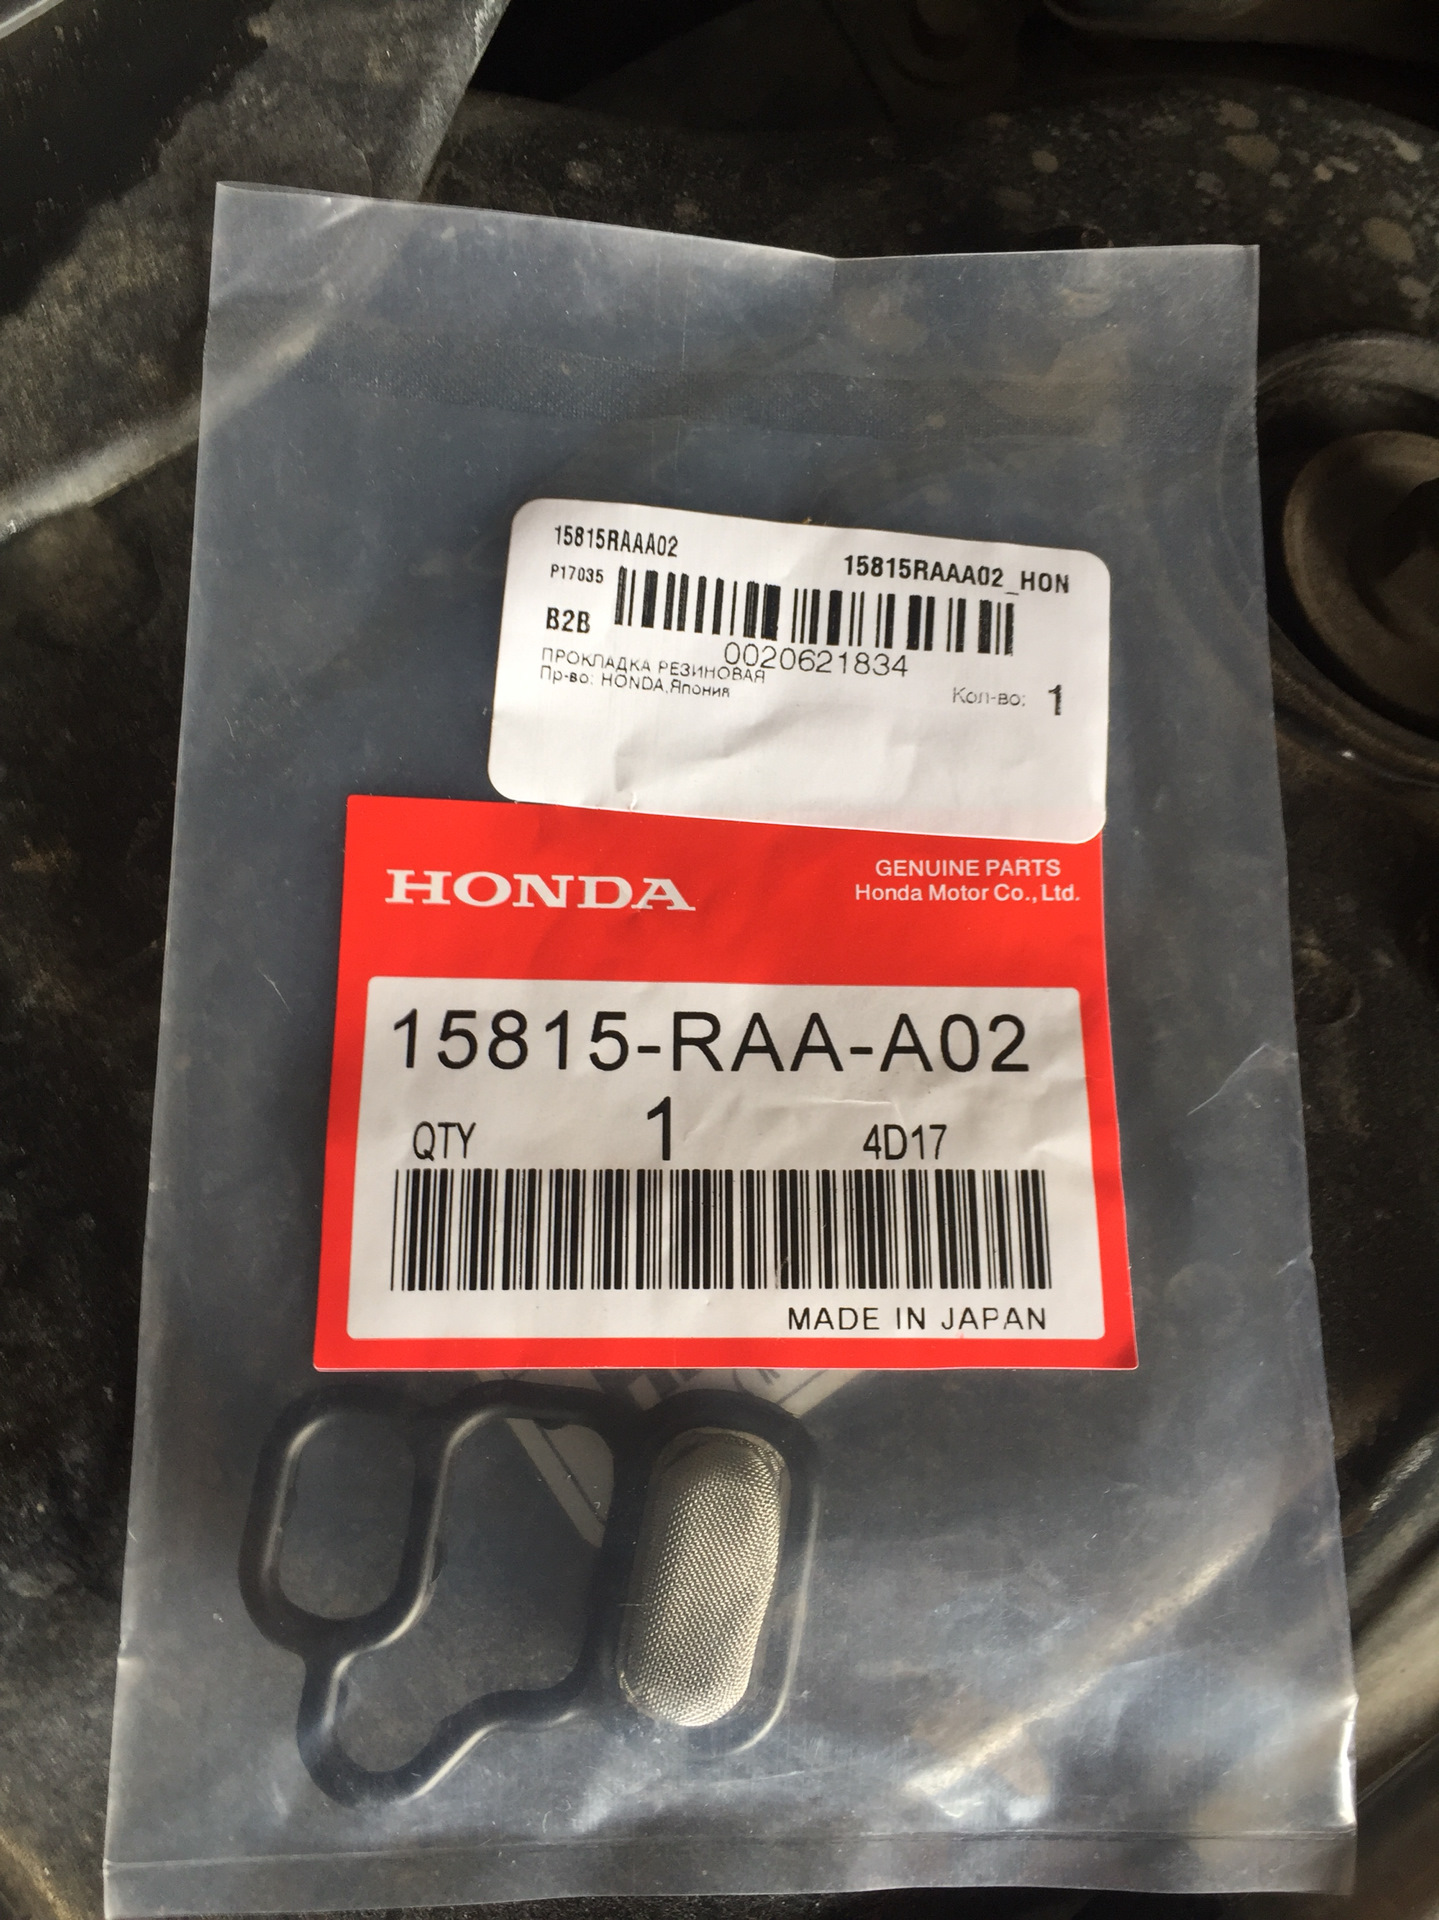 15815RAAA02
15815RAAA02_HON
P17035
B2B
0020621834
ПРОКЛАДКА РЕЗИНОВАЯ
Пр-во: HONDA,Япония
Кол-во: 1
HONDA
GENUINE PARTS
Honda Motor Co., Ltd.
15815-RAA-A02
QTY 1 4D17
MADE IN JAPAN